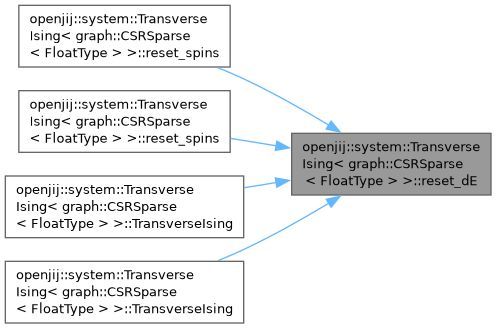 openjij::system::Transverse
Ising< graph::CSRSparse
< FloatType > >::reset_spins
openjij::system::Transverse
Ising< graph::CSRSparse
< FloatType > >::reset_spins
openjij::system::Transverse
Ising< graph::CSRSparse
< FloatType > >::reset_dE
openjij::system::Transverse
Ising< graph::CSRSparse
< FloatType > >::TransverseIsing
openjij::system::Transverse
Ising< graph::CSRSparse
< FloatType > >::TransverseIsing